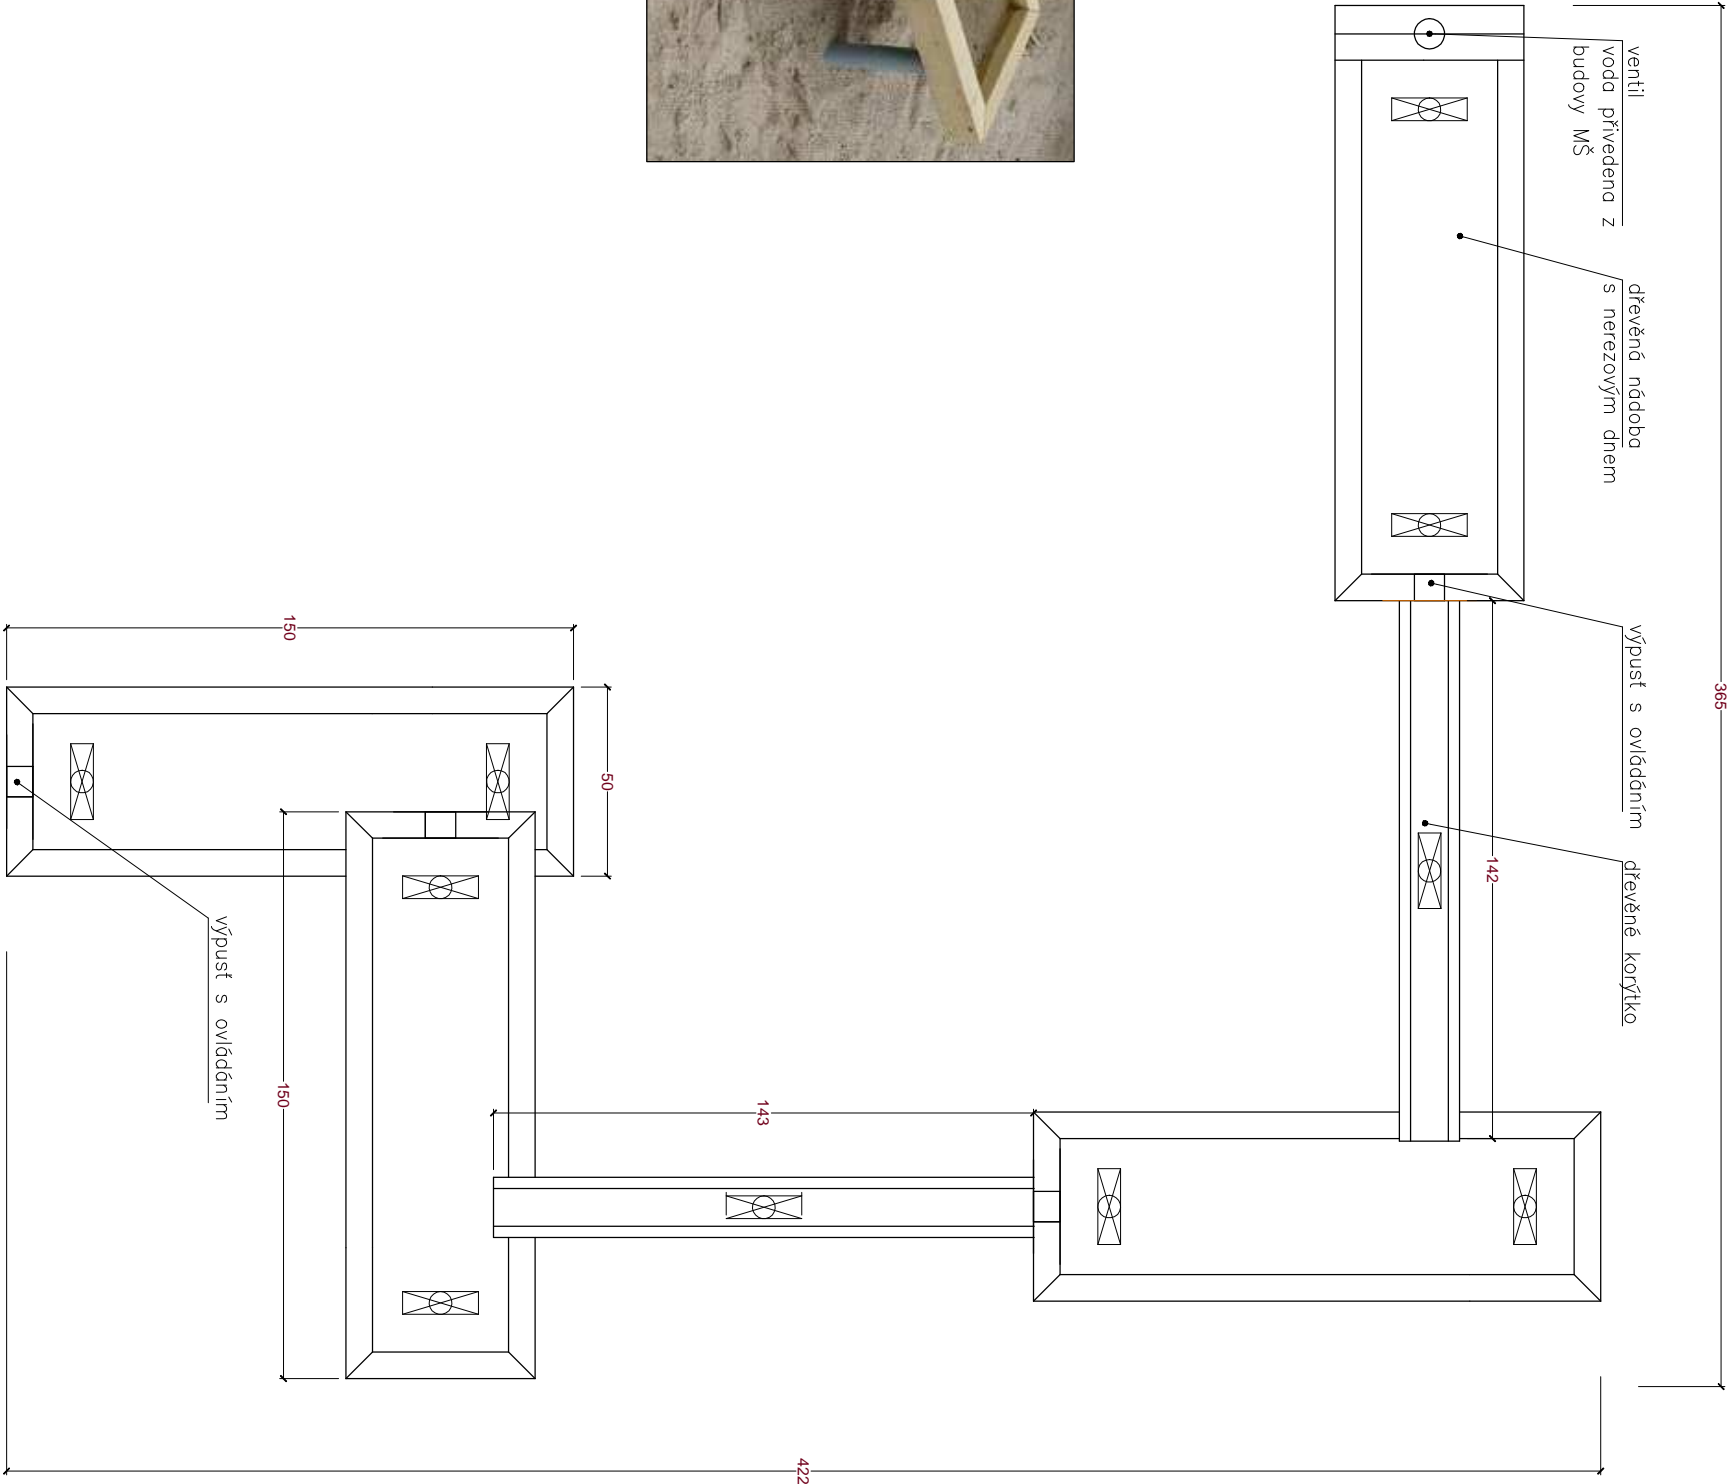 365
ventil
voda přivedena z
budovy MŠ
dřevěná nádoba
s nerezovým dnem
výpusť s ovládáním
dřevěné korýtko
142
150
50
143
150
výpusť s ovládáním
422